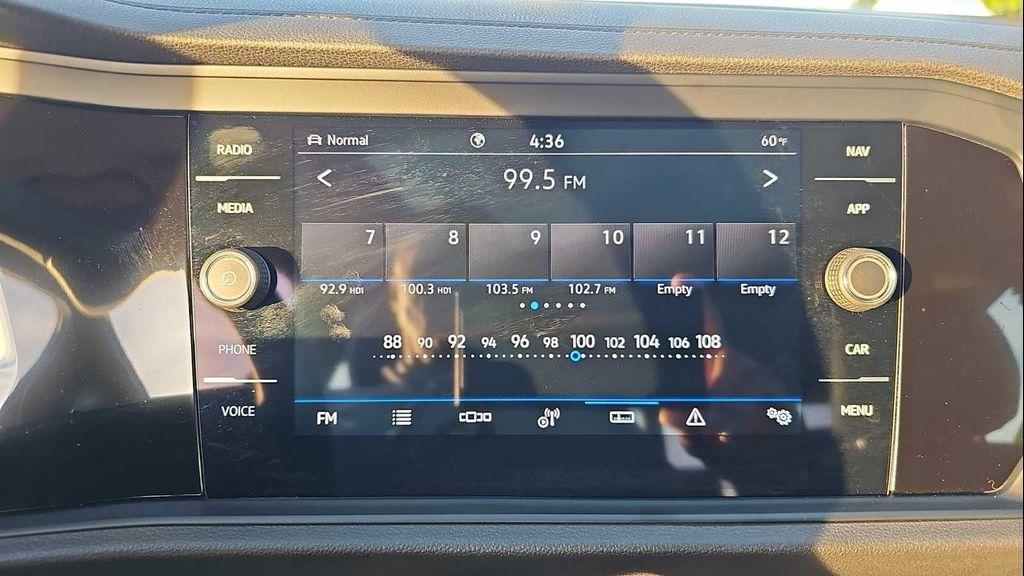 RADIO
MEDIA
PHONE
VOICE
Normal 4:36 60°F
99.5 FM
7 8 9 10 11 12
92.9 HD1 100.3 HD1 103.5 FM 102.7 FM Empty Empty
88 90 92 94 96 98 100 102 104 106 108
FM
NAV
APP
CAR
MENU